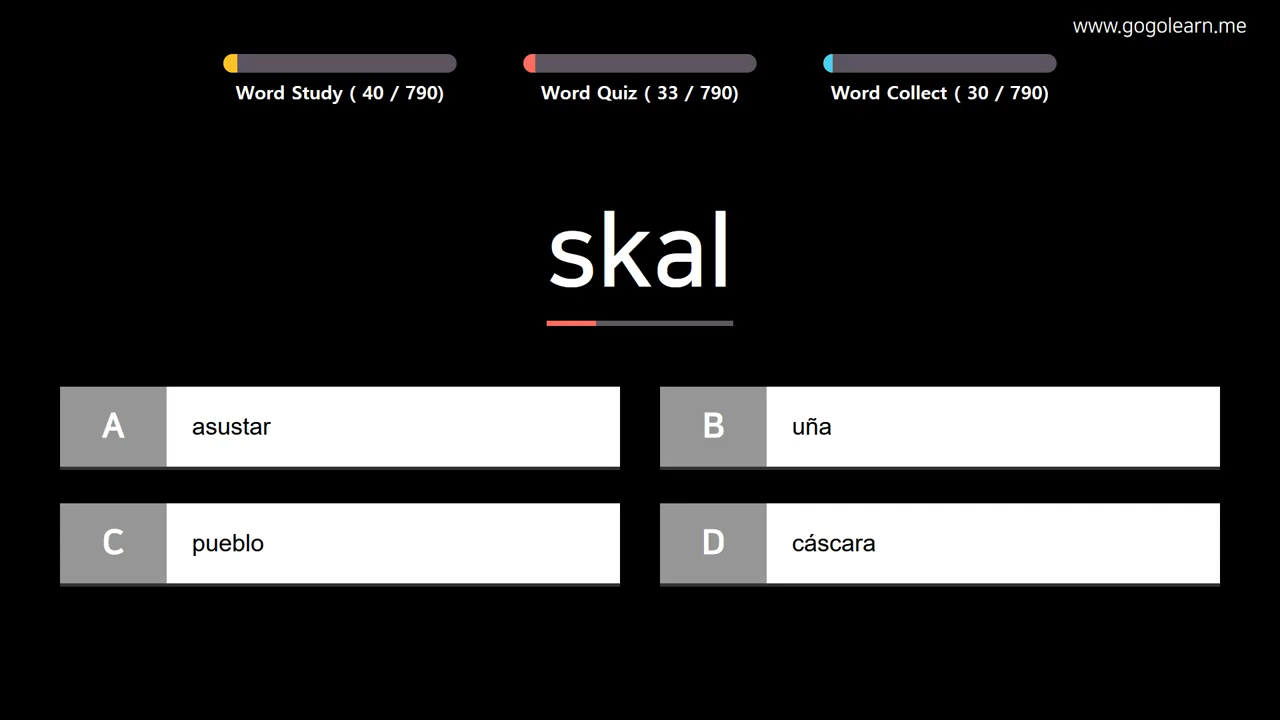 www.gogolearn.me
Word Study ( 40 / 790)
Word Quiz ( 33 / 790)
Word Collect ( 30 / 790)
skal
A asustar
B uña
C pueblo
D cáscara